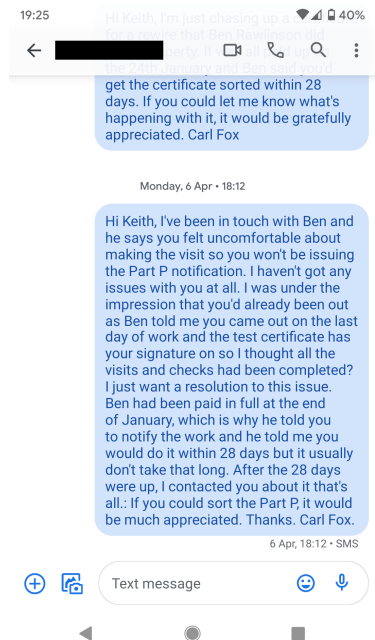 19:25
40%
Hi Keith, I'm just chasing up a
for a rewire that Ben Rawlinson did
the 24th January and Ben said you'd
get the certificate sorted within 28
days. If you could let me know what's
happening with it, it would be gratefully
appreciated. Carl Fox
Monday, 6 Apr • 18:12
Hi Keith, I've been in touch with Ben and
he says you felt uncomfortable about
making the visit so you won't be issuing
the Part P notification. I haven't got any
issues with you at all. I was under the
impression that you'd already been out
as Ben told me you came out on the last
day of work and the test certificate has
your signature on so I thought all the
visits and checks had been completed?
I just want a resolution to this issue.
Ben had been paid in full at the end
of January, which is why he told you
to notify the work and he told me you
would do it within 28 days but it usually
don't take that long. After the 28 days
were up, I contacted you about it that's
all.: If you could sort the Part P, it would
be much appreciated. Thanks. Carl Fox.
6 Apr, 18:12 • SMS
Text message